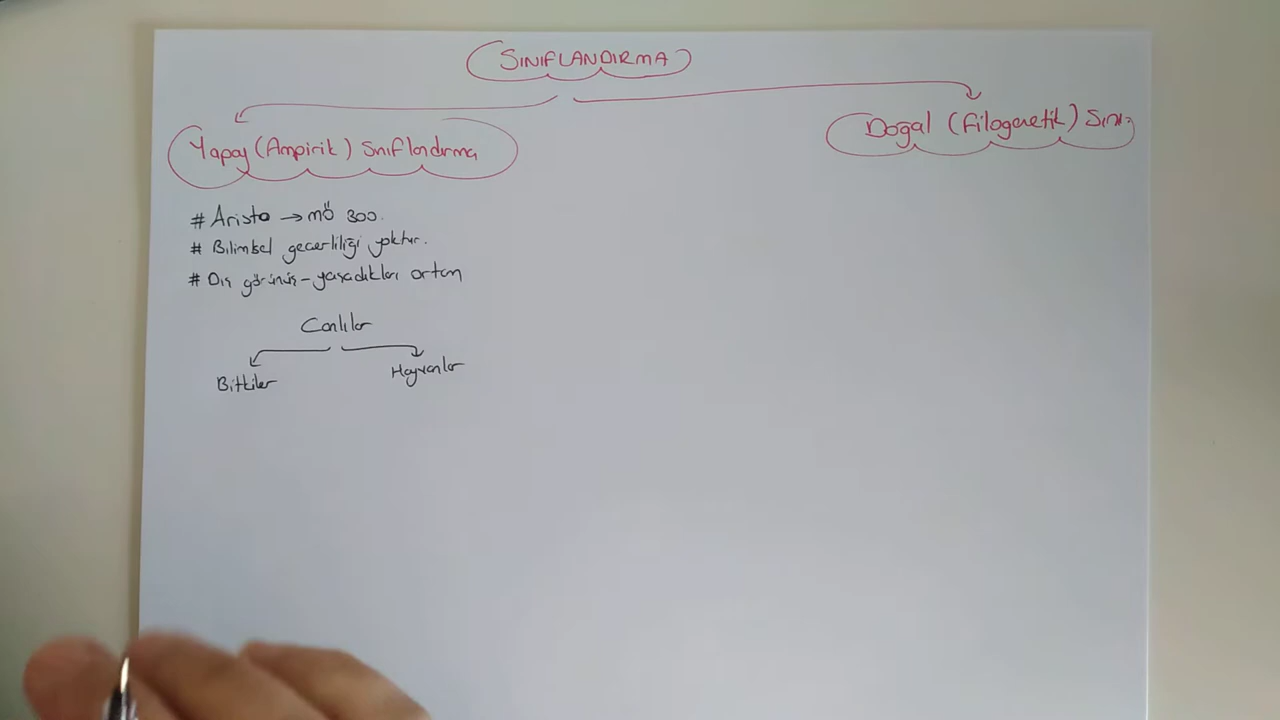 SINIFLANDIRMA
Yapay (Ampirik) Sınıflandırma
Doğal (Filogenetik) Sınıf
# Aristo → MÖ 300.
# Bilimsel geçerliliği yoktur.
# Dış görünüş - yaşadıkları ortam
Canlılar
Bitkiler
Hayvanlar